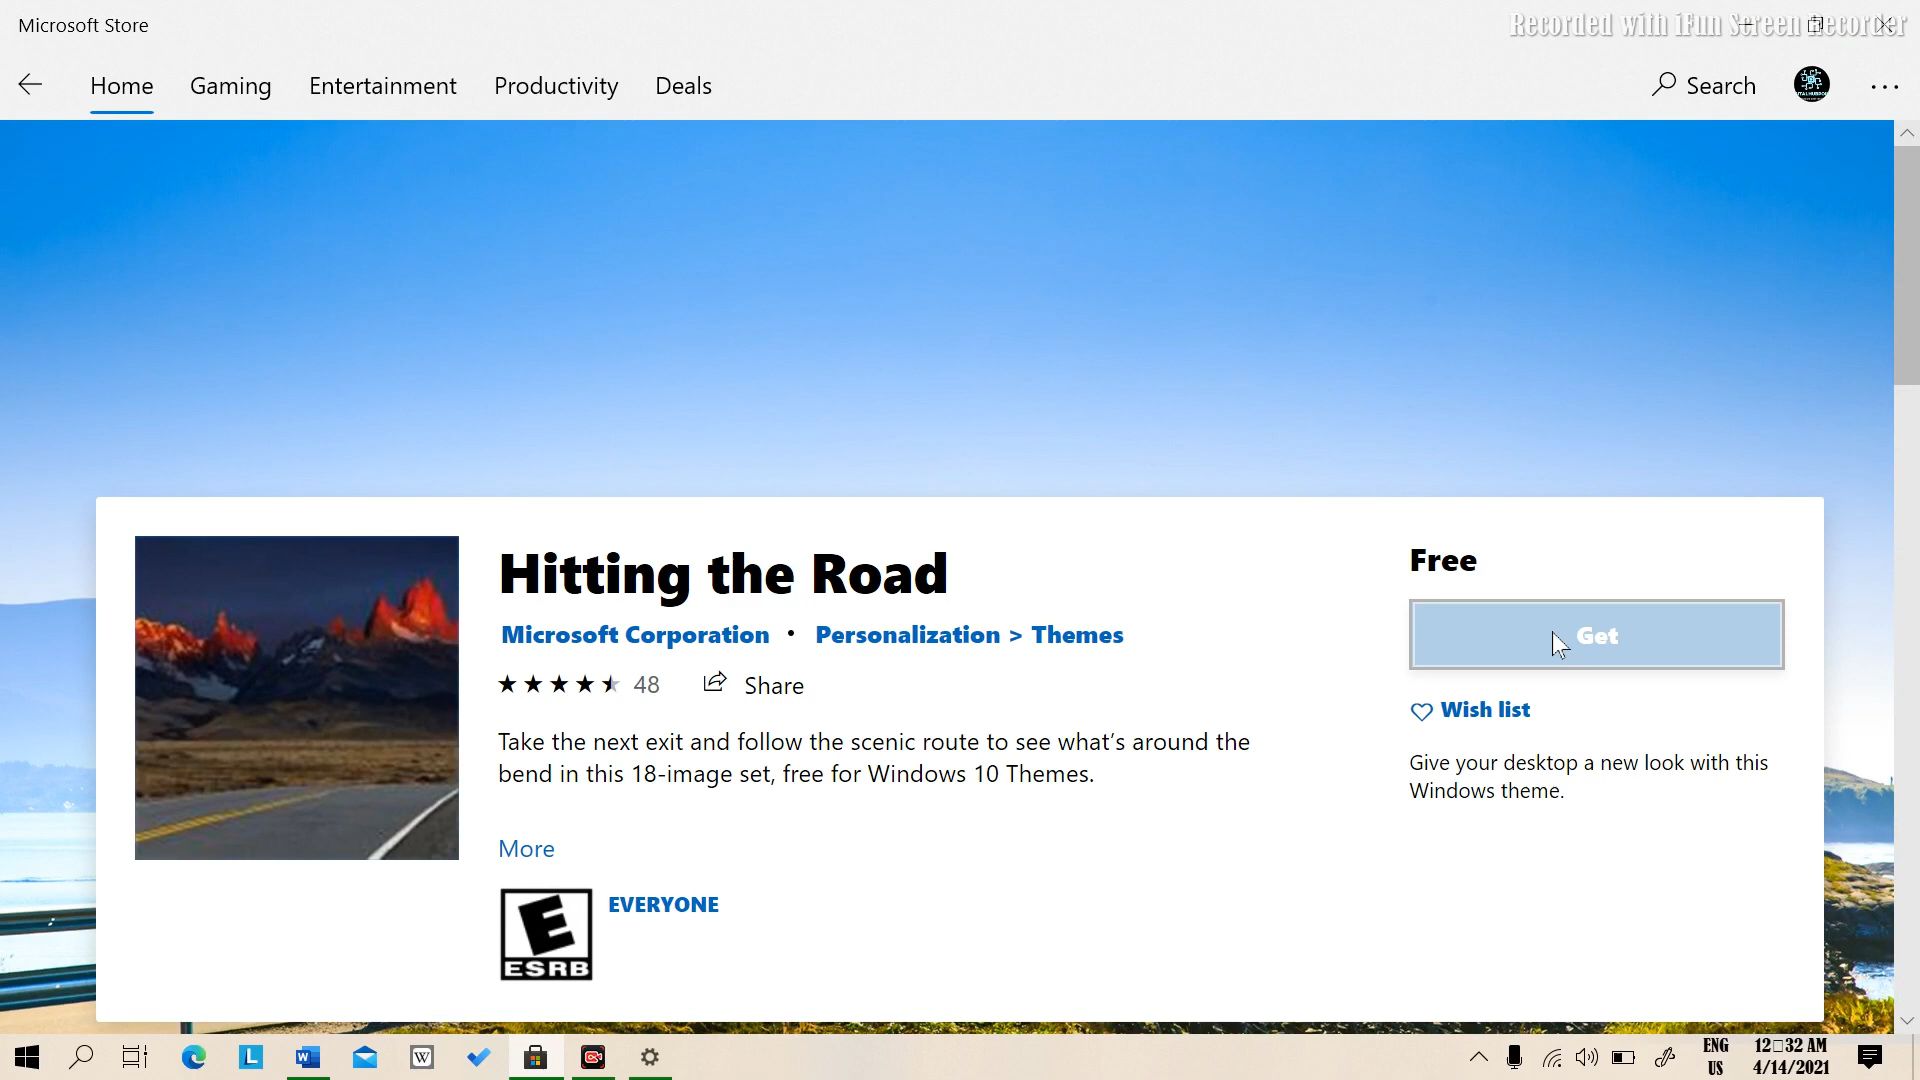 Microsoft Store
Recorded with iFun Screen Recorder
Home Gaming Entertainment Productivity Deals
Search
Hitting the Road
Microsoft Corporation • Personalization > Themes
48 Share
Take the next exit and follow the scenic route to see what’s around the
bend in this 18-image set, free for Windows 10 Themes.
More
E
ESRB
EVERYONE
Free
Get
Wish list
Give your desktop a new look with this
Windows theme.
L
W
W
ENG
US
12□32 AM
4/14/2021